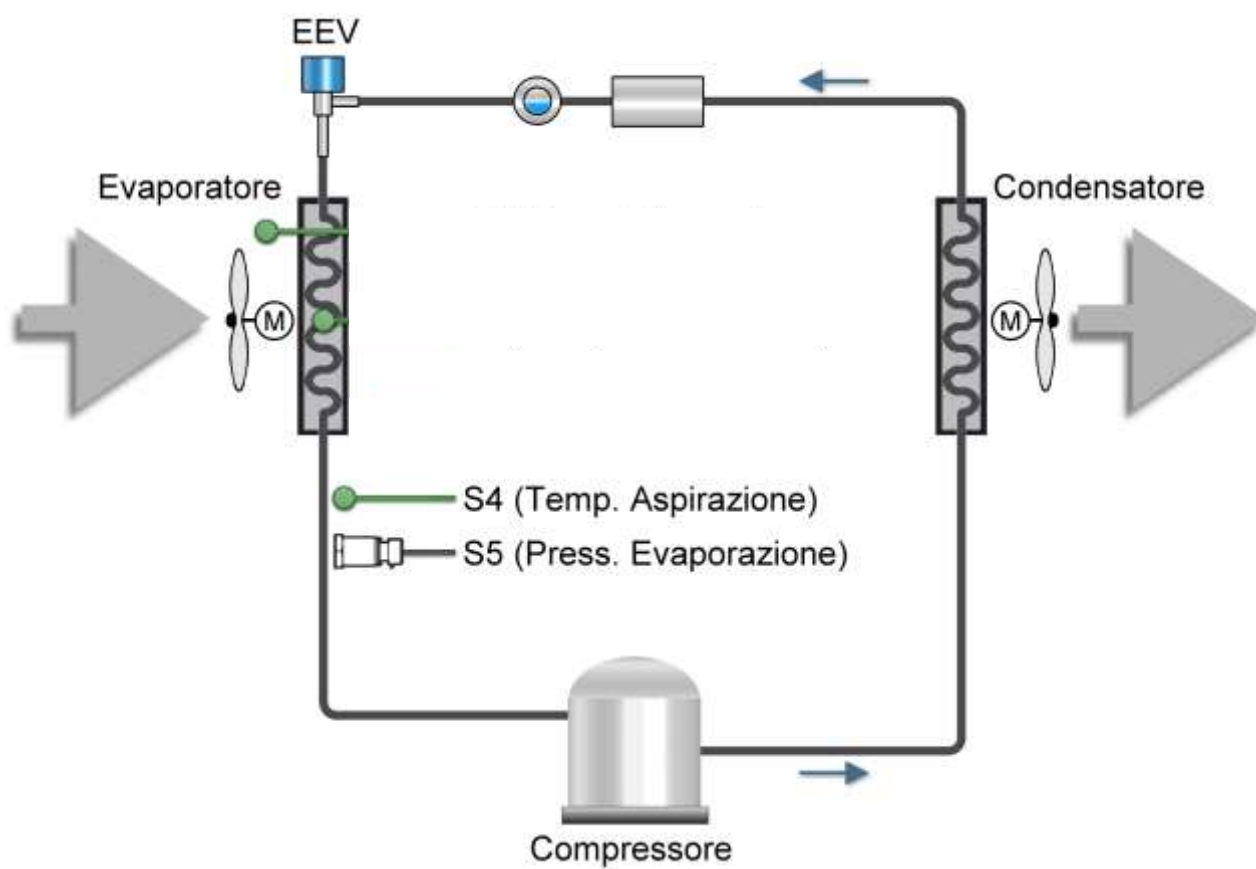 EEV
Evaporatore
Condensatore
M
M
S4 (Temp. Aspirazione)
S5 (Press. Evaporazione)
Compressore